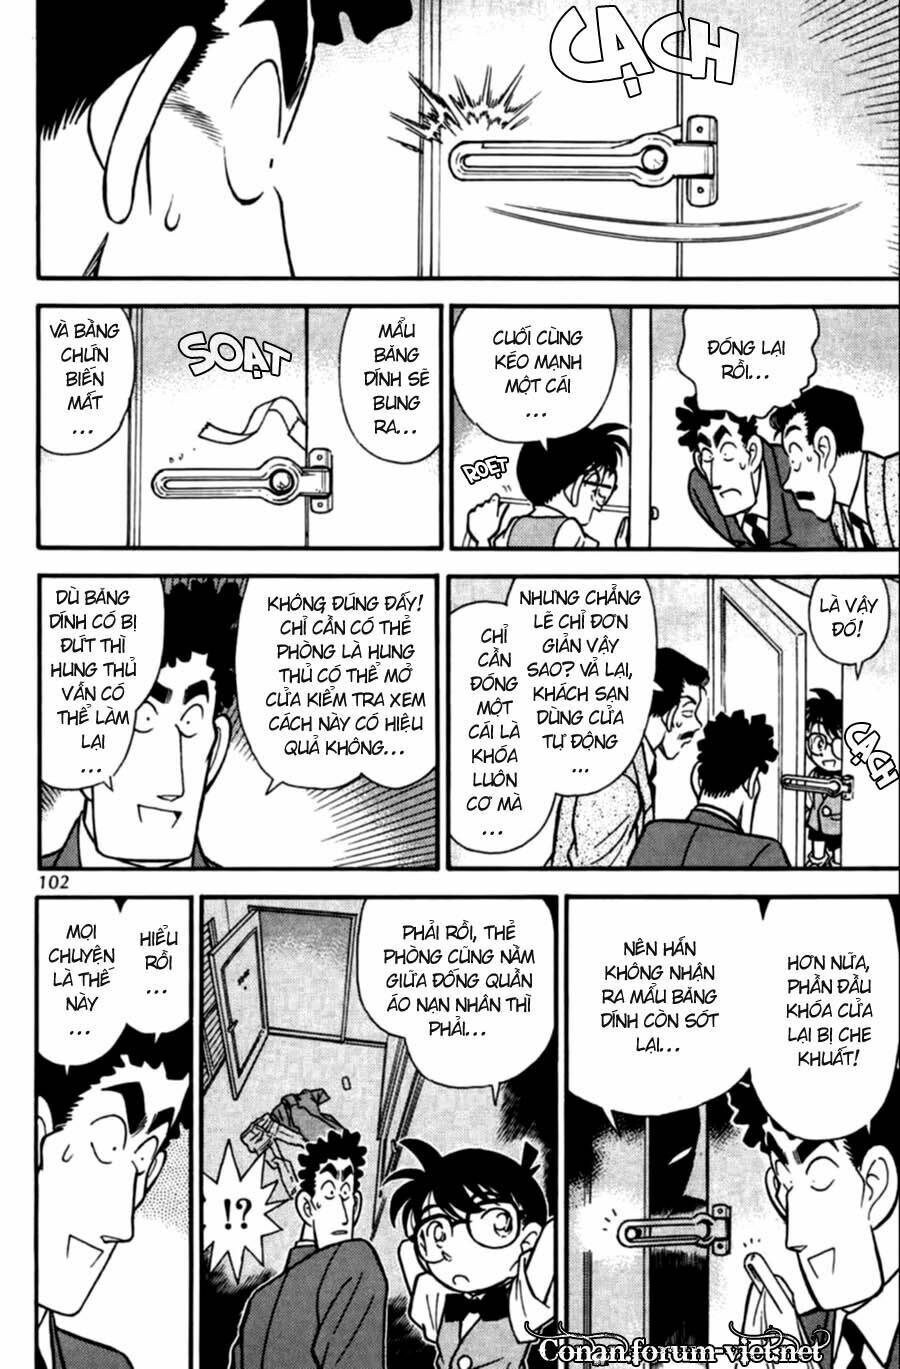 CẠCH
ĐÓNG LẠI
RỒI...
CUỐI CÙNG
KÉO MẠNH
MỘT CÁI
...
ROẸT
MẨU
BĂNG
DÍNH SẼ
BUNG
RA...
SOẠT
VÀ BẰNG
CHỨN
BIẾN
MẤT
...
LÀ VẬY
ĐÓ!
CẠCH
NHƯNG CHẲNG
LẼ CHỈ ĐƠN
GIẢN VẬY
SAO? VẢ LẠI,
KHÁCH SẠN
DÙNG CỬA
TỰ ĐỘNG
...
CHỈ
CẦN
ĐÓNG
MỘT
CÁI LÀ
KHÓA
LUÔN
CƠ MÀ
...
KHÔNG ĐÚNG ĐẤY!
CHỈ CẦN CÓ THẺ
PHÒNG LÀ HUNG
THỦ CÓ THỂ MỞ
CỬA KIỂM TRA XEM
CÁCH NÀY CÓ HIỆU
QUẢ KHÔNG...
DÙ BĂNG
DÍNH CÓ BỊ
ĐỨT THÌ
HUNG THỦ
VẪN CÓ
THỂ LÀM
LẠI
...
102
HƠN NỮA,
PHẦN ĐẦU
KHÓA CỬA
LẠI BỊ CHE
KHUẤT!
NÊN HẮN
KHÔNG NHẬN
RA MẨU BĂNG
DÍNH CÒN SÓT
LẠI...
PHẢI RỒI, THẺ
PHÒNG CŨNG NẰM
GIỮA ĐỐNG QUẦN
ÁO NẠN NHÂN THÌ
PHẢI...
!?
HIỂU
RỒI
...
MỌI
CHUYỆN
LÀ THẾ
NÀY
...
Conan.forum-viet.net